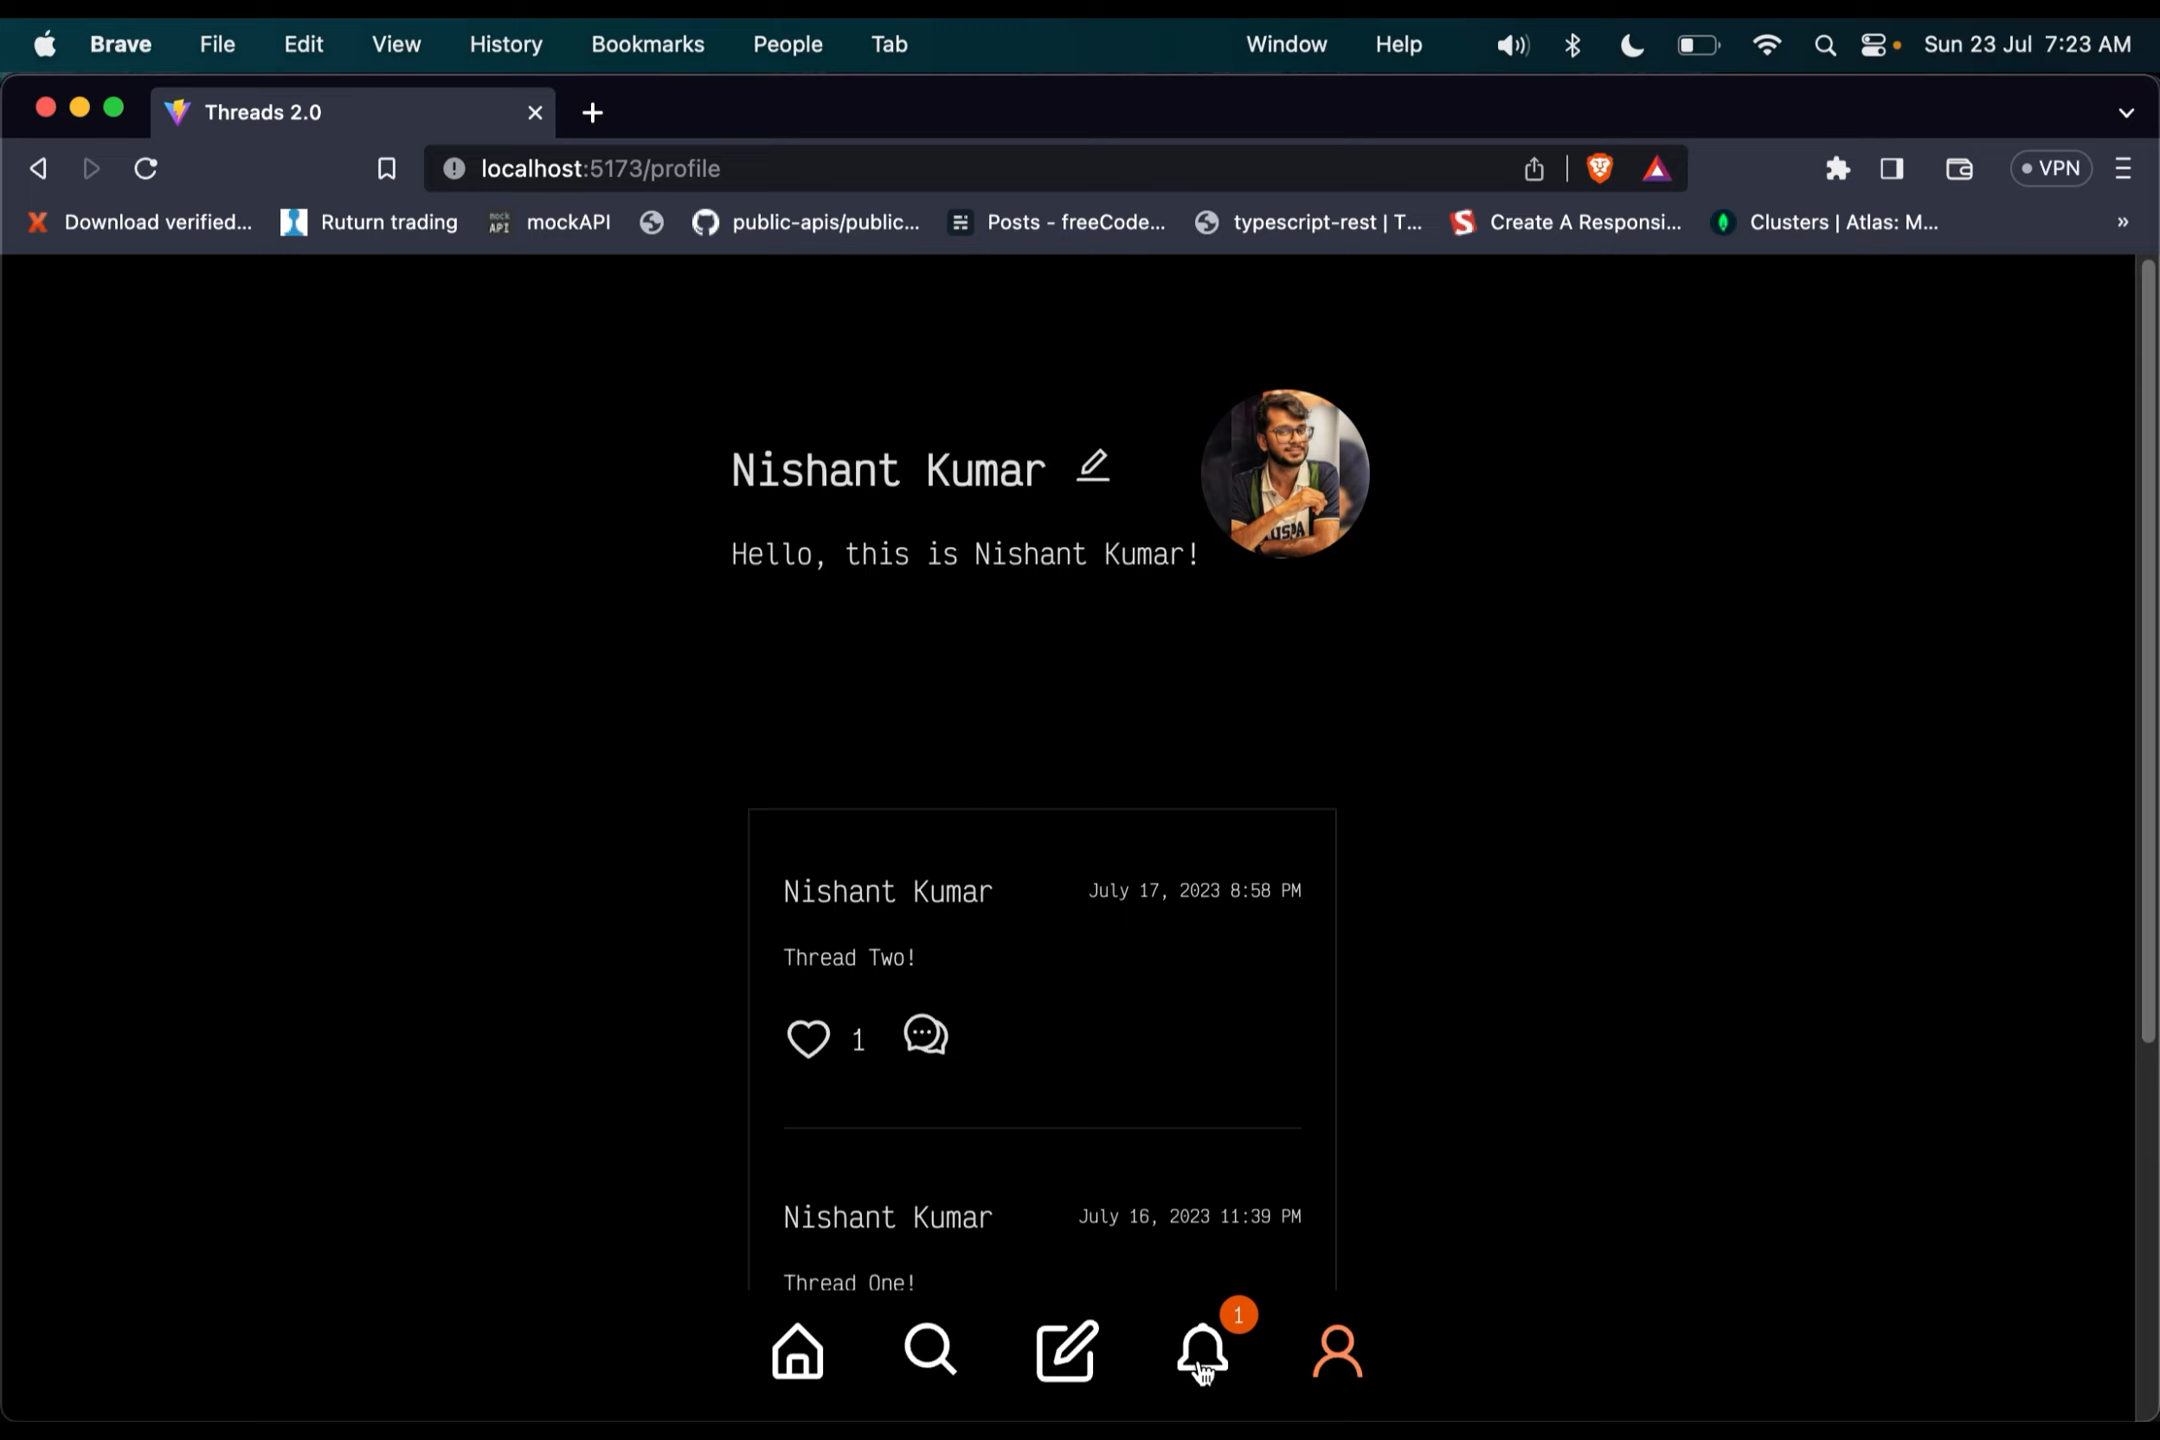 Brave File Edit View History Bookmarks People Tab Window Help Sun 23 Jul 7:23 AM
Threads 2.0
localhost:5173/profile VPN
Download verified... Ruturn trading mock API mockAPI public-apis/public... Posts - freeCode... typescript-rest | T... Create A Responsi... Clusters | Atlas: M... »
Nishant Kumar
Hello, this is Nishant Kumar!
Nishant Kumar July 17, 2023 8:58 PM
Thread Two!
1
Nishant Kumar July 16, 2023 11:39 PM
Thread One!
1